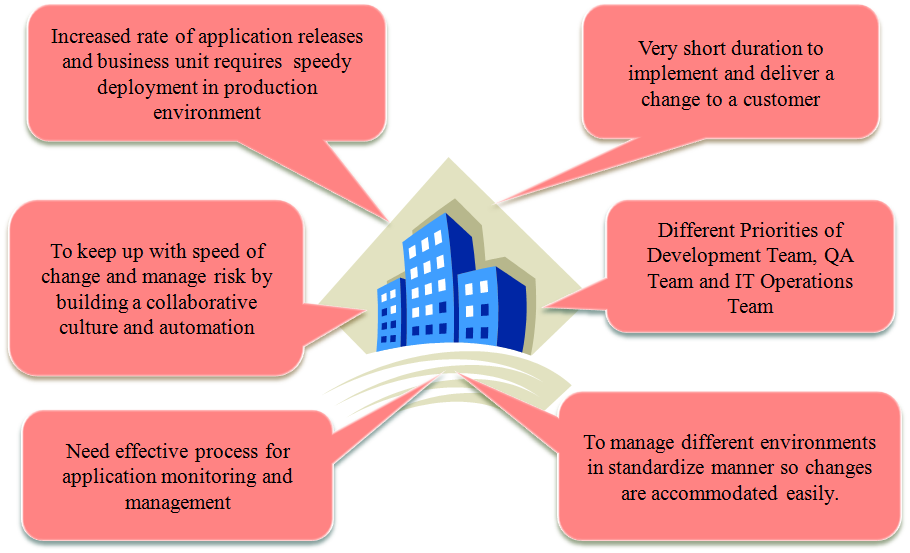 Increased rate of application releases
and business unit requires speedy
deployment in production
environment
Very short duration to
implement and deliver a
change to a customer
To keep up with speed of
change and manage risk by
building a collaborative
culture and automation
Different Priorities of
Development Team, QA
Team and IT Operations
Team
Need effective process for
application monitoring and
management
To manage different environments
in standardize manner so changes
are accommodated easily.